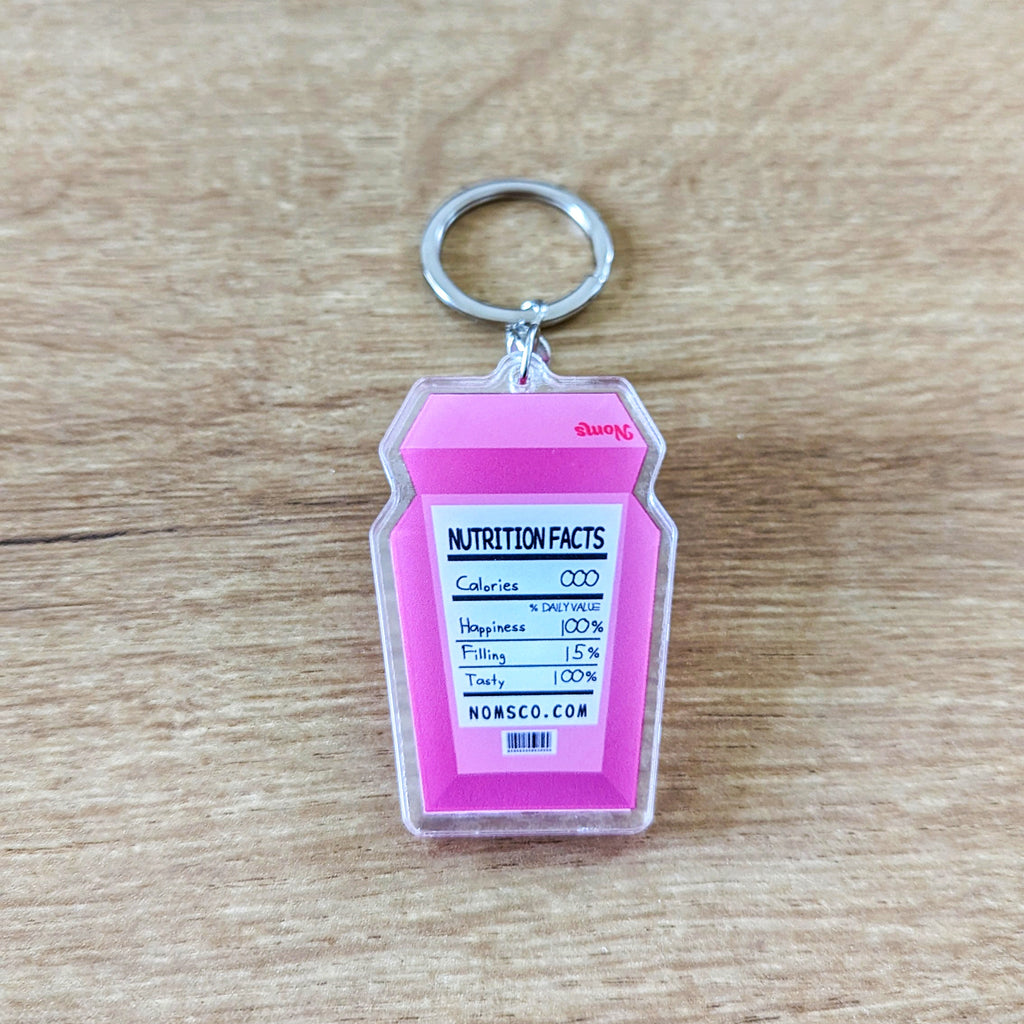 Noms
NUTRITION FACTS
Calories 000
% DAILY VALUE
Happiness 100%
Filling 15%
Tasty 100%
NOMSCO.COM